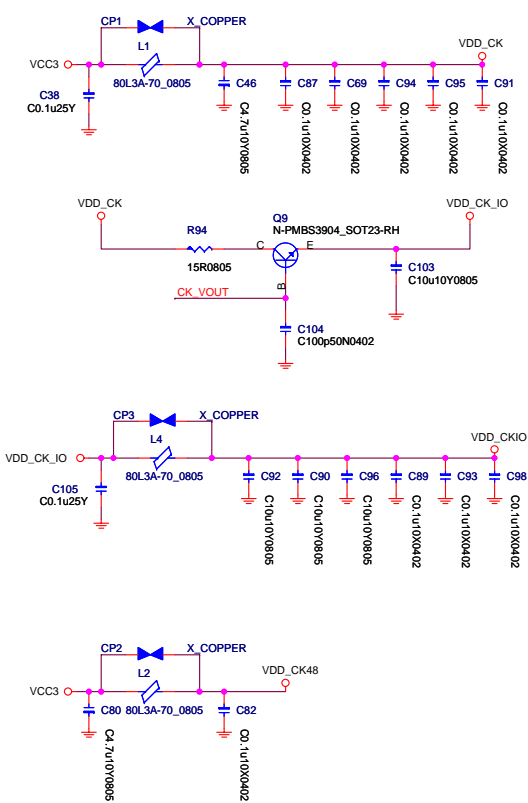 CP1 X_COPPER
L1
VDD_CK
VCC3
80L3A-70_0805
C46 C87 C69 C94 C95 C91
C38
C0.1u25Y
C4.7u10Y0805
C0.1u10X0402
C0.1u10X0402
C0.1u10X0402
C0.1u10X0402
C0.1u10X0402
VDD_CK
VDD_CK_IO
Q9
N-PMBS3904_SOT23-RH
R94
C E
15R0805
C103
C10u10Y0805
B
CK_VOUT
C104
C100p50N0402
CP3 X_COPPER
L4
VDD_CKIO
VDD_CK_IO
80L3A-70_0805
C92 C90 C96 C89 C93 C98
C105
C0.1u25Y
C10u10Y0805
C10u10Y0805
C10u10Y0805
C0.1u10X0402
C0.1u10X0402
C0.1u10X0402
CP2 X_COPPER
L2
VDD_CK48
VCC3
C80 80L3A-70_0805 C82
C4.7u10Y0805
C0.1u10X0402